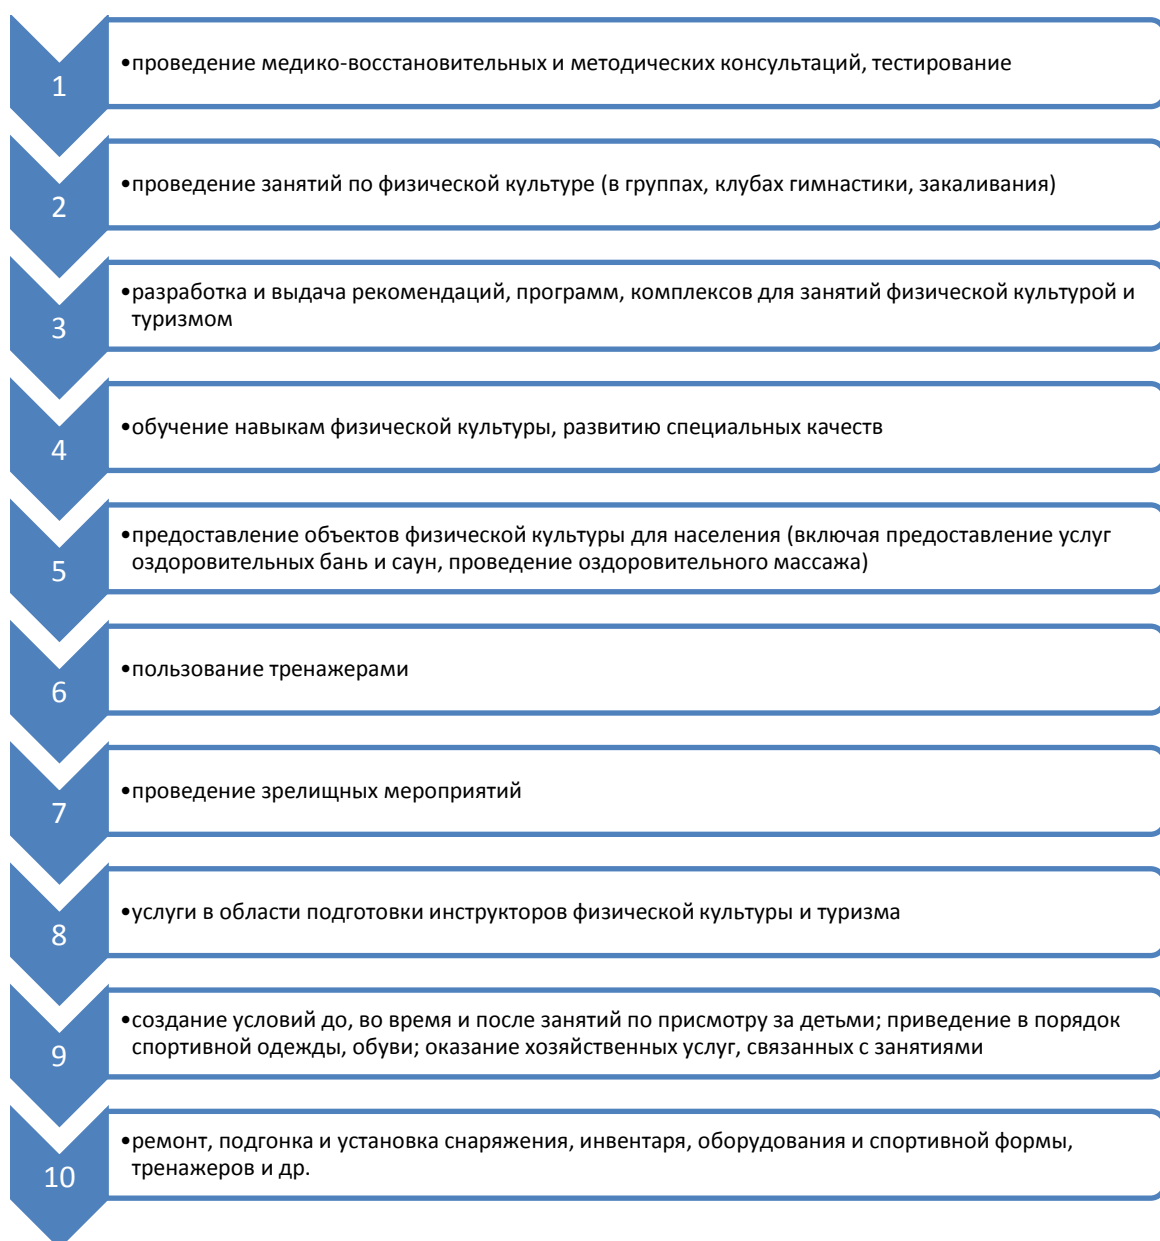 1
•проведение медико-восстановительных и методических консультаций, тестирование
2
•проведение занятий по физической культуре (в группах, клубах гимнастики, закаливания)
3
•разработка и выдача рекомендаций, программ, комплексов для занятий физической культурой и
туризмом
4
•обучение навыкам физической культуры, развитию специальных качеств
5
•предоставление объектов физической культуры для населения (включая предоставление услуг
оздоровительных бань и саун, проведение оздоровительного массажа)
6
•пользование тренажерами
7
•проведение зрелищных мероприятий
8
•услуги в области подготовки инструкторов физической культуры и туризма
9
•создание условий до, во время и после занятий по присмотру за детьми; приведение в порядок
спортивной одежды, обуви; оказание хозяйственных услуг, связанных с занятиями
10
•ремонт, подгонка и установка снаряжения, инвентаря, оборудования и спортивной формы,
тренажеров и др.